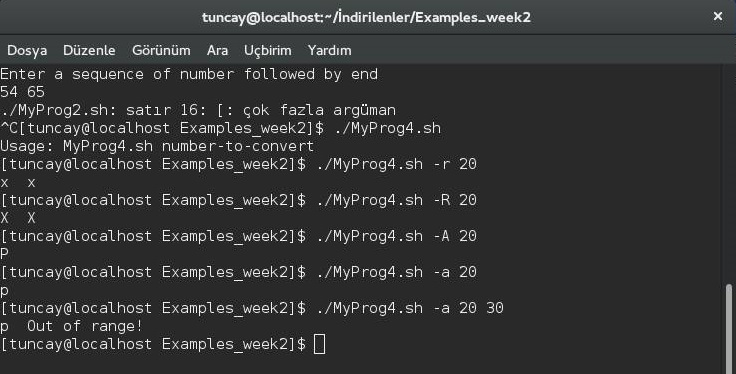 tuncay@localhost:~/İndirilenler/Examples_week2
Dosya Düzenle Görünüm Ara Uçbirim Yardım
Enter a sequence of number followed by end
54 65
./MyProg2.sh: satır 16: [: çok fazla argüman
^C[tuncay@localhost Examples_week2]$ ./MyProg4.sh
Usage: MyProg4.sh number-to-convert
[tuncay@localhost Examples_week2]$ ./MyProg4.sh -r 20
x  x
[tuncay@localhost Examples_week2]$ ./MyProg4.sh -R 20
X  X
[tuncay@localhost Examples_week2]$ ./MyProg4.sh -A 20
P
[tuncay@localhost Examples_week2]$ ./MyProg4.sh -a 20
p
[tuncay@localhost Examples_week2]$ ./MyProg4.sh -a 20 30
p  Out of range!
[tuncay@localhost Examples_week2]$